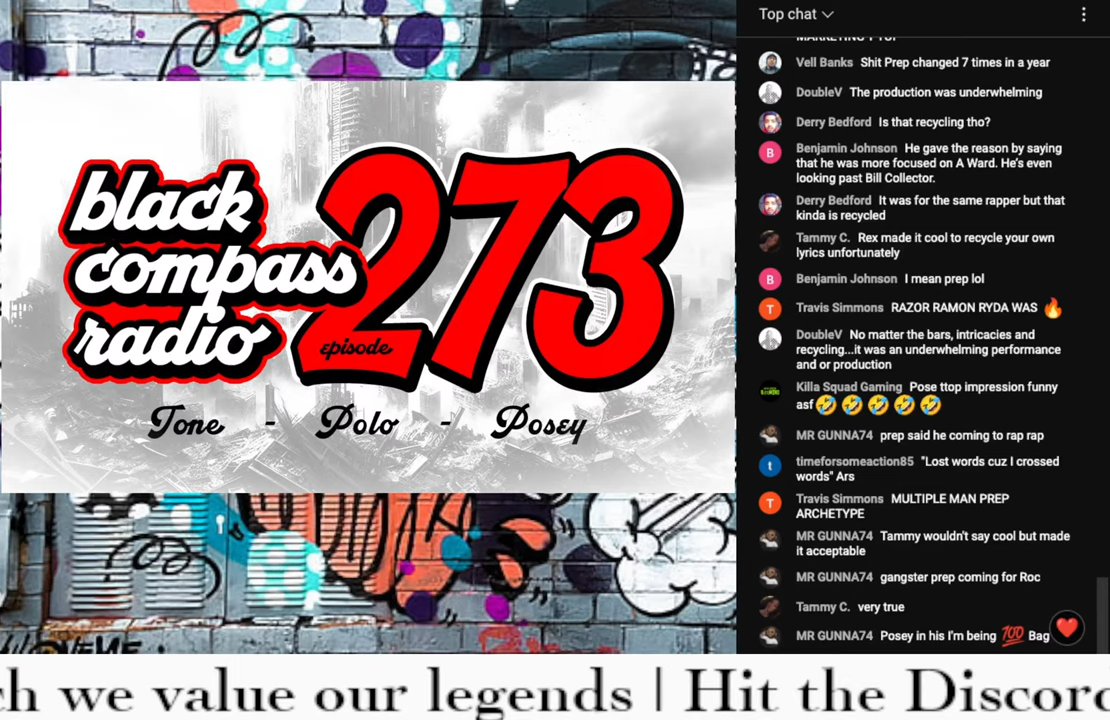 black
compass
radio
273
episode
Tone - Polo - Posey
Top chat
MARKETING 1 TOP
Vell Banks Shit Prep changed 7 times in a year
DoubleV The production was underwhelming
Derry Bedford Is that recycling tho?
B
Benjamin Johnson He gave the reason by saying
that he was more focused on A Ward. He's even
looking past Bill Collector.
Derry Bedford It was for the same rapper but that
kinda is recycled
Tammy C. Rex made it cool to recycle your own
lyrics unfortunately
B
Benjamin Johnson I mean prep lol
T
Travis Simmons RAZOR RAMON RYDA WAS 🔥
DoubleV No matter the bars, intricacies and
recycling...it was an underwhelming performance
and or production
Killa Squad Gaming Pose ttop impression funny
asf 🤣🤣🤣🤣🤣
MR GUNNA74 prep said he coming to rap rap
t
timeforsomeaction85 "Lost words cuz I crossed
words" Ars
T
Travis Simmons MULTIPLE MAN PREP
ARCHETYPE
MR GUNNA74 Tammy wouldn't say cool but made
it acceptable
MR GUNNA74 gangster prep coming for Roc
Tammy C. very true
MR GUNNA74 Posey in his I'm being 💯 Bag
ch we value our legends | Hit the Discord